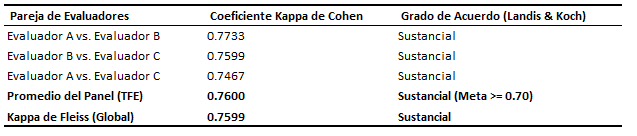 Pareja de Evaluadores Coeficiente Kappa de Cohen Grado de Acuerdo (Landis & Koch)
Evaluador A vs. Evaluador B 0.7733 Sustancial
Evaluador B vs. Evaluador C 0.7599 Sustancial
Evaluador A vs. Evaluador C 0.7467 Sustancial
Promedio del Panel (TFE) 0.7600 Sustancial (Meta >= 0.70)
Kappa de Fleiss (Global) 0.7599 Sustancial